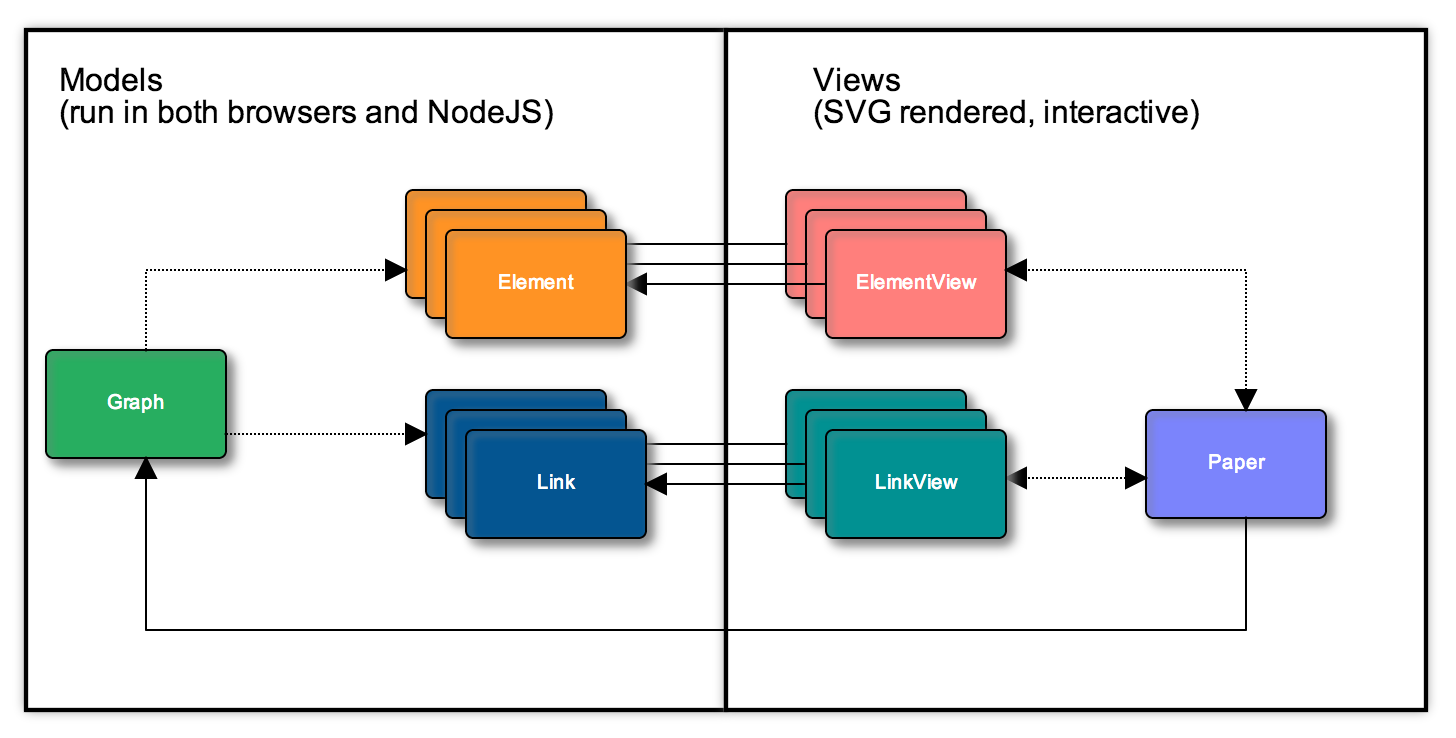 Models
(run in both browsers and NodeJS)
Views
(SVG rendered, interactive)
Element
ElementView
Graph
Link
LinkView
Paper